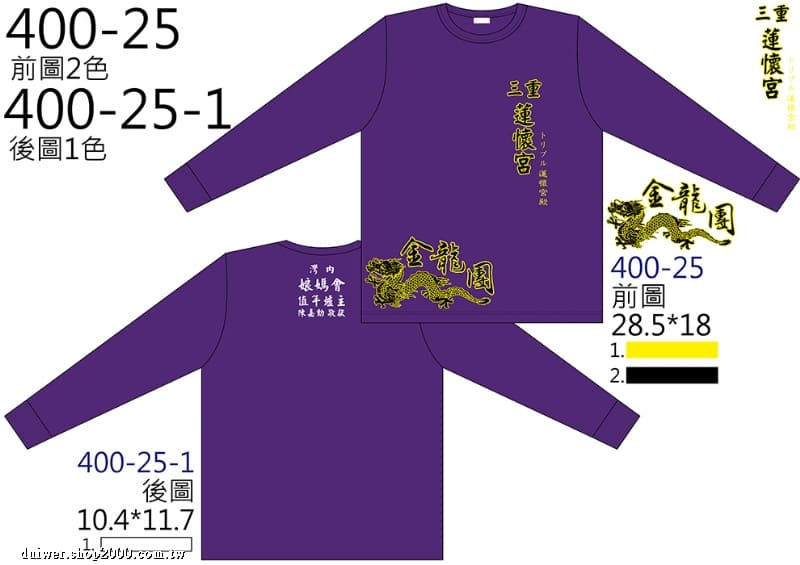 400-25
前圖2色
400-25-1
後圖1色
三重
蓮懷宮
トリプル蓮懷宮殿
金龍團
灣內
娘媽會
值年爐主
陳嘉勳敬獻
三重
蓮懷宮
トリプル蓮懷宮殿
金龍團
400-25
前圖
28.5*18
1.
2.
400-25-1
後圖
10.4*11.7
1.
duiwer.shop2000.com.tw